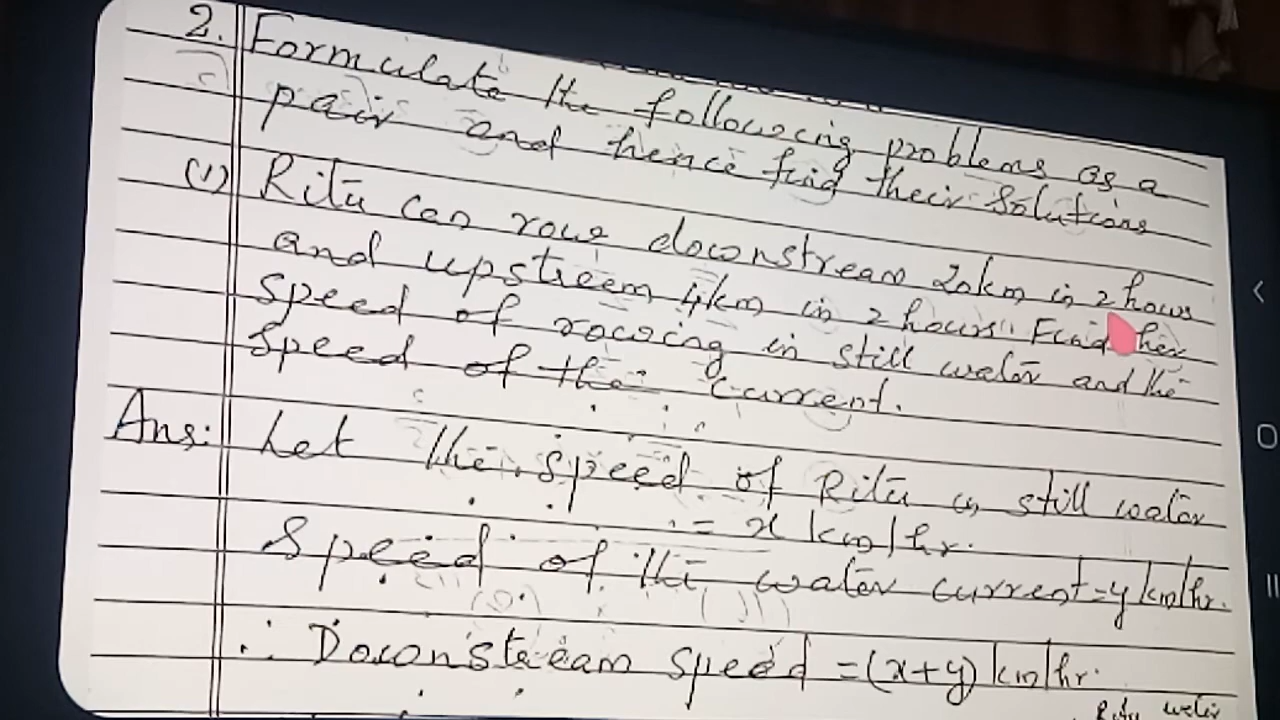 2. Formulate the following problems as a
pair and hence find their solutions
(1) Ritu can row downstream 20km in 2 hours
and upstream 4km in 2 hours. Find her
speed of rowing in still water and the
speed of the current.
Ans: Let the speed of Ritu in still water
= x km/hr.
Speed of the water current = y km/hr.
∴ Downstream speed = (x+y) km/hr.
Ritu water